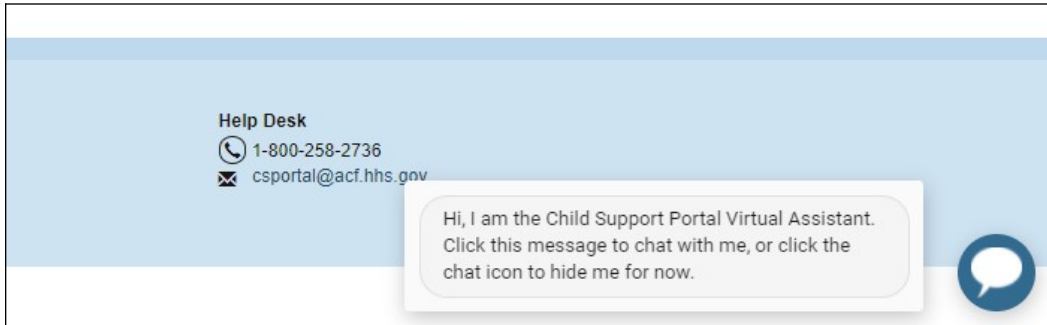 Help Desk
1-800-258-2736
csportal@acf.hhs.gov
Hi, I am the Child Support Portal Virtual Assistant.
Click this message to chat with me, or click the
chat icon to hide me for now.